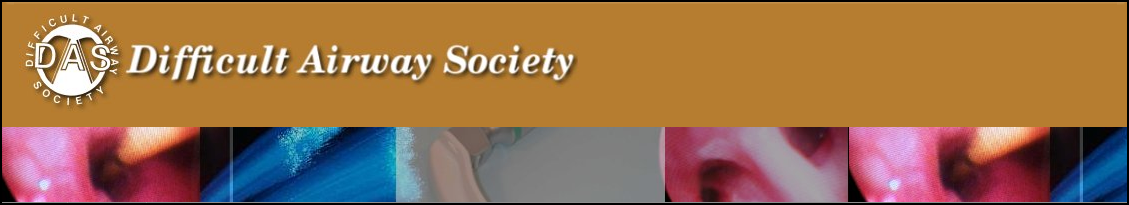 DIFFICULT AIRWAY
DAS
SOCIETY
Difficult Airway Society